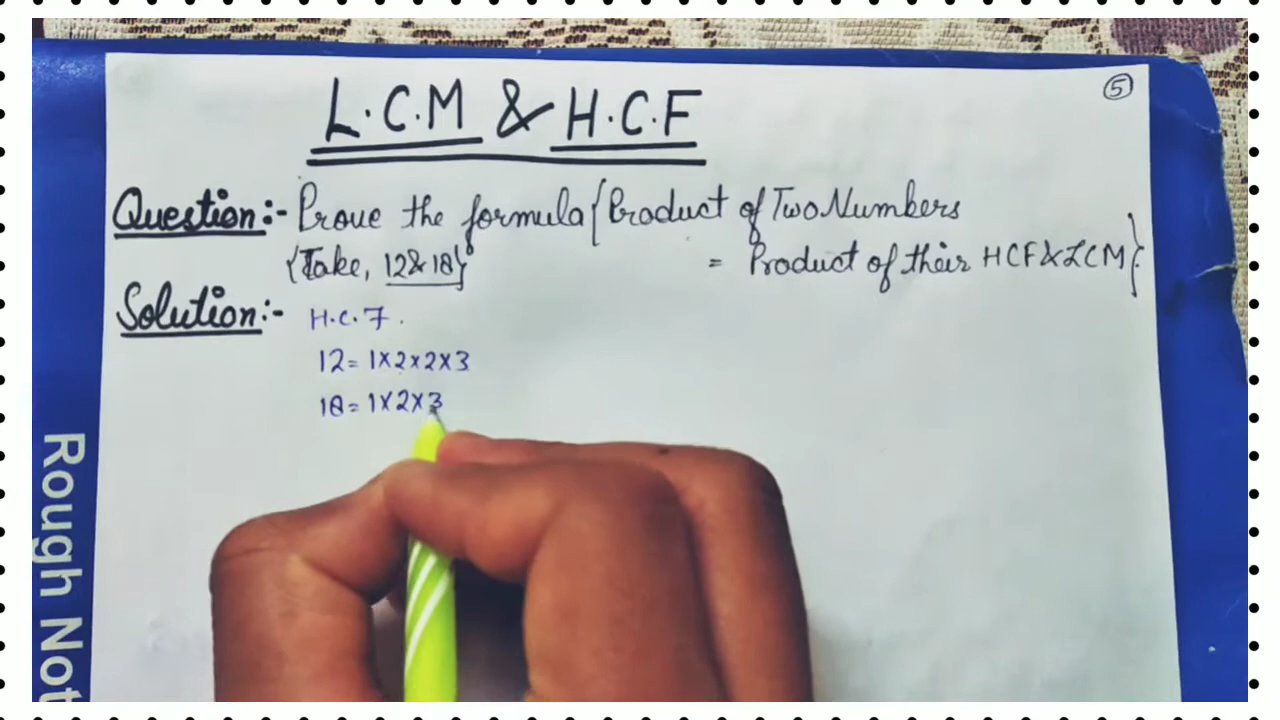 5
L.C.M & H.C.F
Question:- Prove the formula {Product of Two Numbers
= Product of their HCF & LCM}
{Take, 12 & 18}
Solution:- H.C.F.
12 = 1×2×2×3
18 = 1×2×3
Rough Not